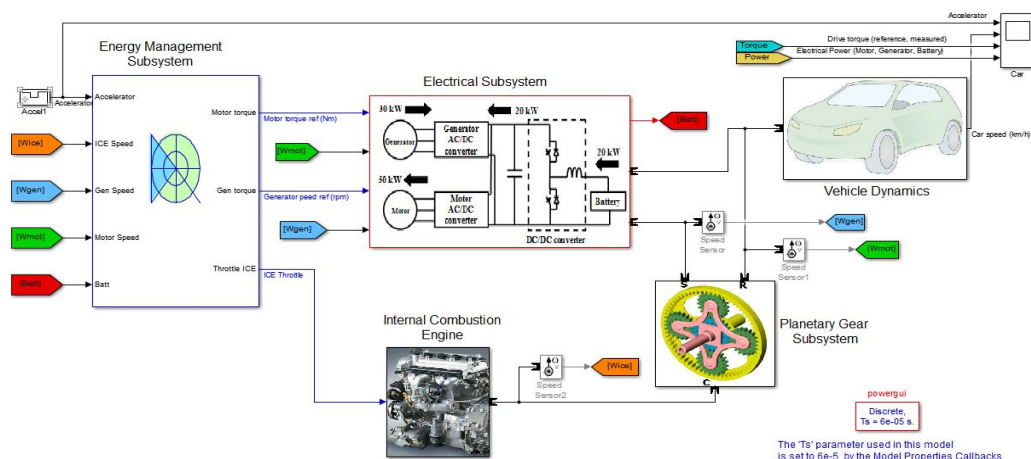 Accelerator
Drive torque (reference, measured)
Electrical Power (Motor, Generator, Battery)
Torque
Power
Car
Energy Management
Subsystem
Accel1
Accelerator
Accelerator
[Wice]
ICE Speed
[Wgen]
Gen Speed
[Wmot]
Motor Speed
[Batt]
Batt
Motor torque
Motor torque ref (Nm)
Gen torque
Generator peed ref (rpm)
Throttle ICE
ICE Throttle
[Wmot]
[Wgen]
Electrical Subsystem
30 kW
20 kW
Generator
Generator
AC/DC
converter
50 kW
20 kW
Motor
Motor
AC/DC
converter
Battery
DC/DC converter
[Batt]
Car speed (km/h)
Vehicle Dynamics
Speed
Sensor
[Wgen]
Speed
Sensor1
[Wmot]
S
R
C
Planetary Gear
Subsystem
Internal Combustion
Engine
Speed
Sensor2
[Wice]
powergui
Discrete,
Ts = 6e-05 s.
The 'Ts' parameter used in this model
is set to 6e-5 by the Model Properties Callbacks